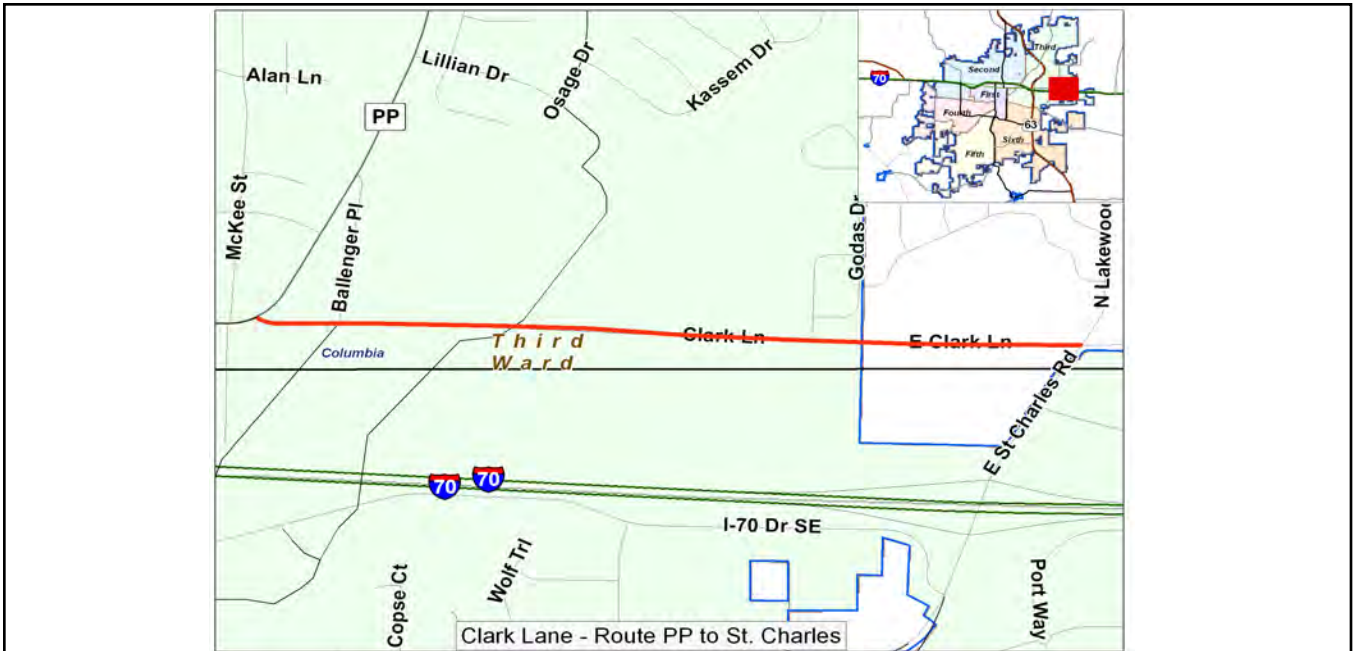 Alan Ln
Lillian Dr
Osage Dr
Kassem Dr
PP
McKee St
Ballenger Pl
70
Second
Third
First
Fourth
63
Fifth
Sixth
Godas Dr
N Lakewood
Columbia
Third
Ward
Clark Ln
E Clark Ln
E St Charles Rd
70
70
I-70 Dr SE
Copse Ct
Wolf Trl
Port Way
Clark Lane - Route PP to St. Charles